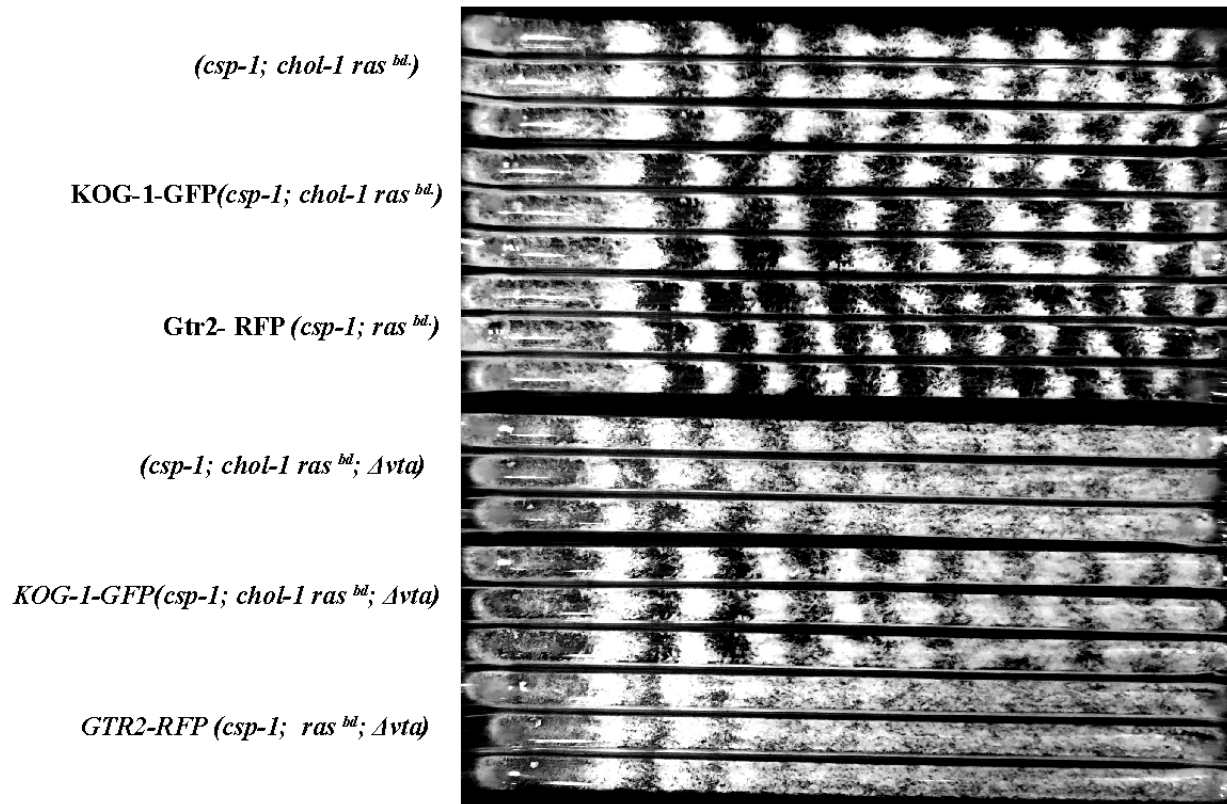 (csp-1; chol-1 ras bd.)
KOG-1-GFP(csp-1; chol-1 ras bd.)
Gtr2- RFP (csp-1; ras bd.)
(csp-1; chol-1 ras bd; Δvta)
KOG-1-GFP(csp-1; chol-1 ras bd; Δvta)
GTR2-RFP (csp-1; ras bd; Δvta)